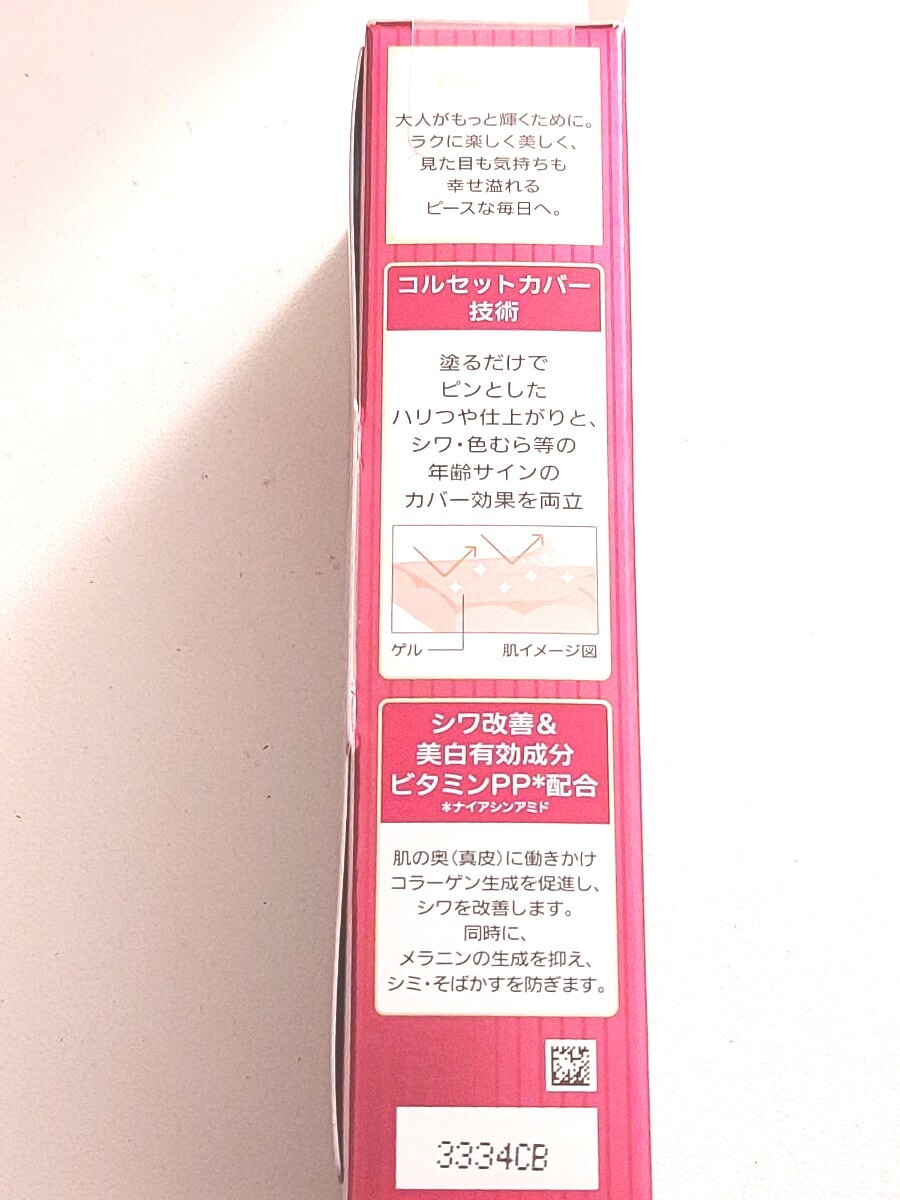 大人がもっと輝くために。
ラクに楽しく美しく、
見た目も気持ちも
幸せ溢れる
ピースな毎日へ。
コルセットカバー
技術
塗るだけで
ピンとした
ハリつや仕上がりと、
シワ・色むら等の
年齢サインの
カバー効果を両立
ゲル
肌イメージ図
シワ改善&
美白有効成分
ビタミンPP*配合
*ナイアシンアミド
肌の奥(真皮)に働きかけ
コラーゲン生成を促進し、
シワを改善します。
同時に、
メラニンの生成を抑え、
シミ・そばかすを防ぎます。
3334CB